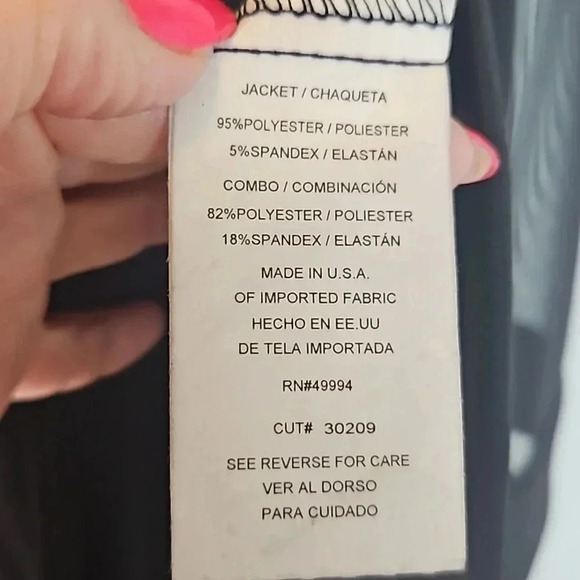 JACKET / CHAQUETA
95%POLYESTER / POLIESTER
5%SPANDEX / ELASTÁN
COMBO / COMBINACIÓN
82%POLYESTER / POLIESTER
18%SPANDEX / ELASTÁN
MADE IN U.S.A.
OF IMPORTED FABRIC
HECHO EN EE.UU
DE TELA IMPORTADA
RN#49994
CUT# 30209
SEE REVERSE FOR CARE
VER AL DORSO
PARA CUIDADO